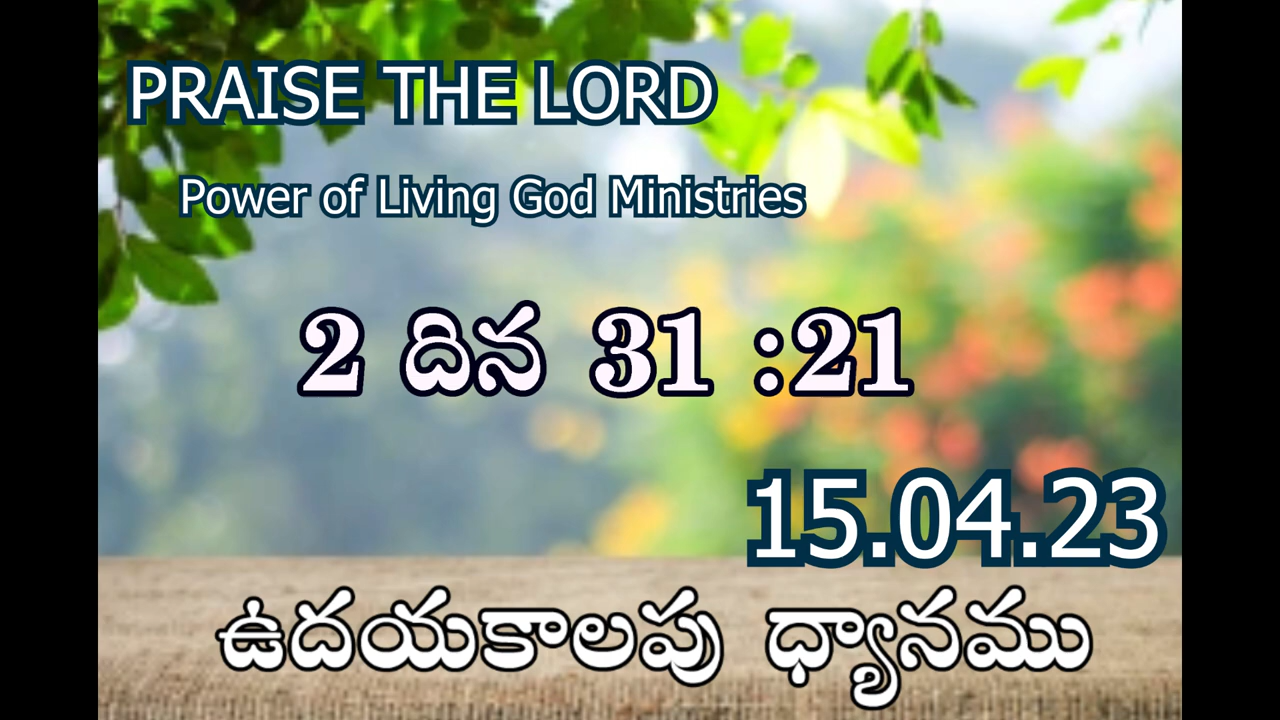 PRAISE THE LORD
Power of Living God Ministries
2 దిన 31 :21
15.04.23
ఉదయకాలపు ధ్యానము